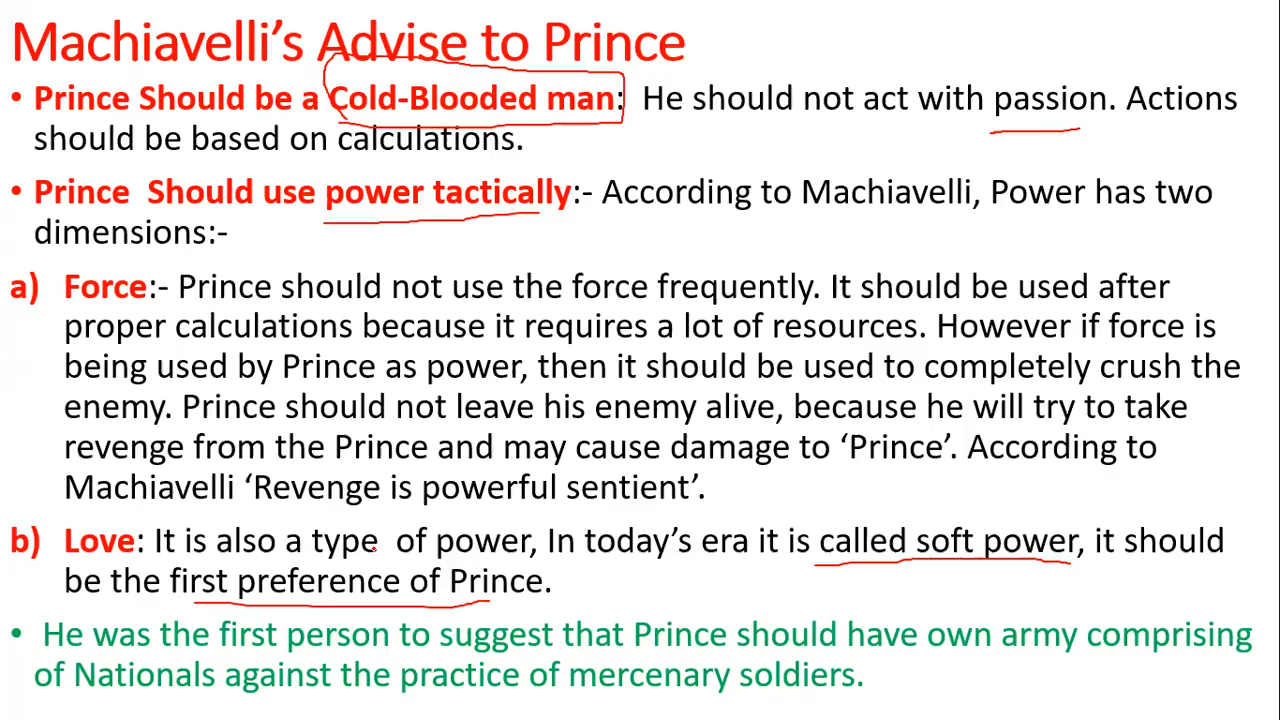 Machiavelli’s Advise to Prince
• Prince Should be a Cold-Blooded man: He should not act with passion. Actions
should be based on calculations.
• Prince Should use power tactically:- According to Machiavelli, Power has two
dimensions:-
a) Force:- Prince should not use the force frequently. It should be used after
proper calculations because it requires a lot of resources. However if force is
being used by Prince as power, then it should be used to completely crush the
enemy. Prince should not leave his enemy alive, because he will try to take
revenge from the Prince and may cause damage to ‘Prince’. According to
Machiavelli ‘Revenge is powerful sentient’.
b) Love: It is also a type of power, In today’s era it is called soft power, it should
be the first preference of Prince.
• He was the first person to suggest that Prince should have own army comprising
of Nationals against the practice of mercenary soldiers.